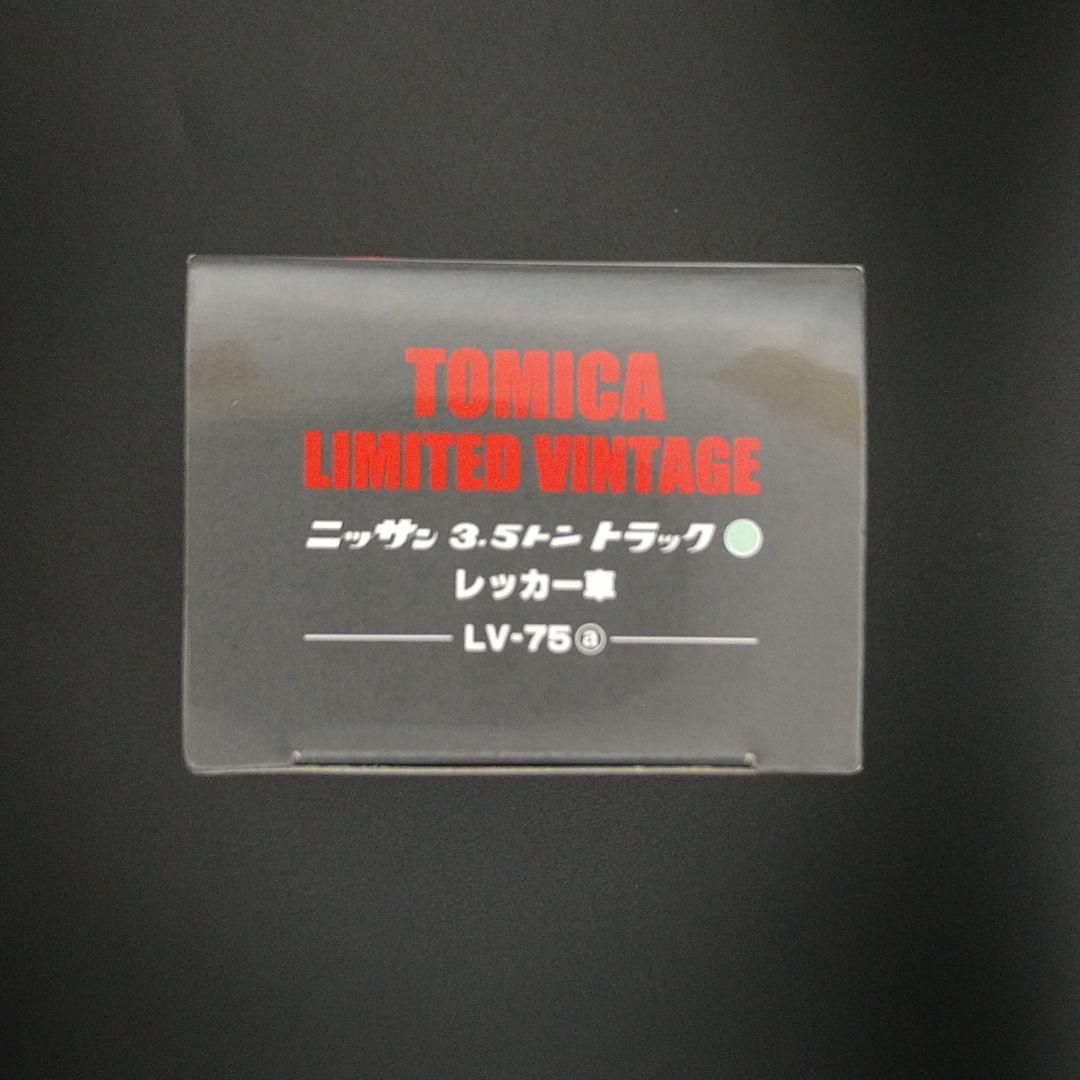 TOMICA
LIMITED VINTAGE
ニッサン 3.5トン トラック
レッカー車
LV-75ⓐ